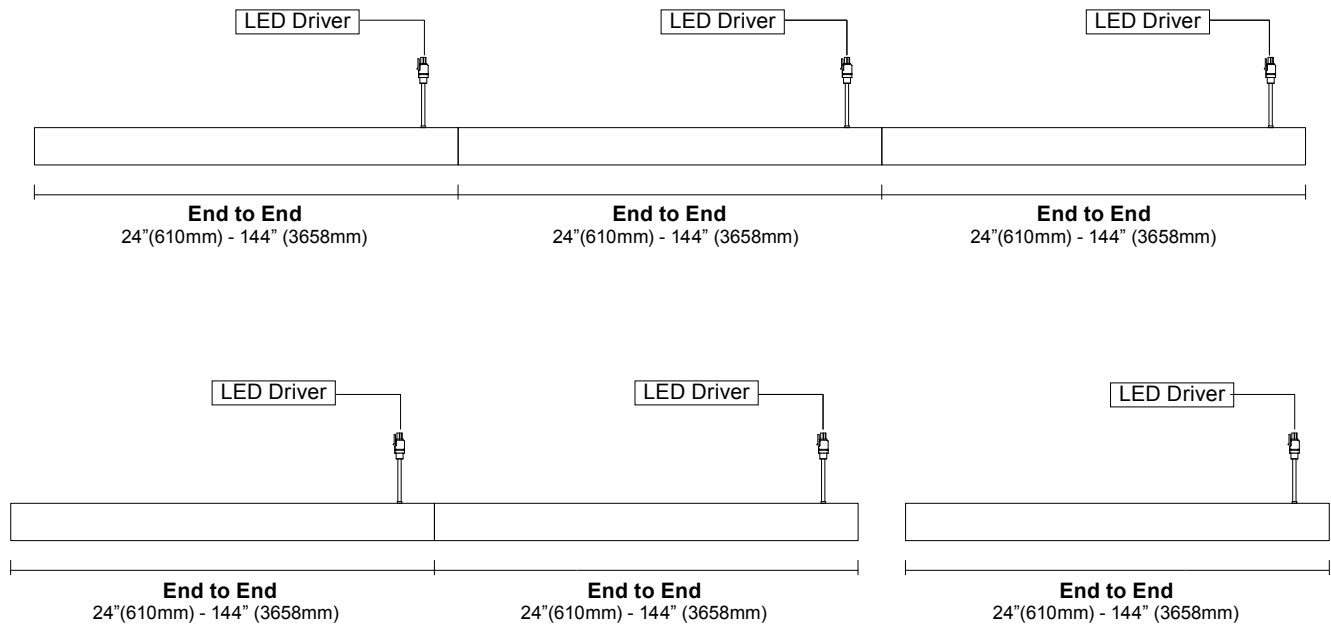 LED Driver
LED Driver
LED Driver
End to End
24”(610mm) - 144” (3658mm)
End to End
24”(610mm) - 144” (3658mm)
End to End
24”(610mm) - 144” (3658mm)
LED Driver
LED Driver
LED Driver
End to End
24”(610mm) - 144” (3658mm)
End to End
24”(610mm) - 144” (3658mm)
End to End
24”(610mm) - 144” (3658mm)